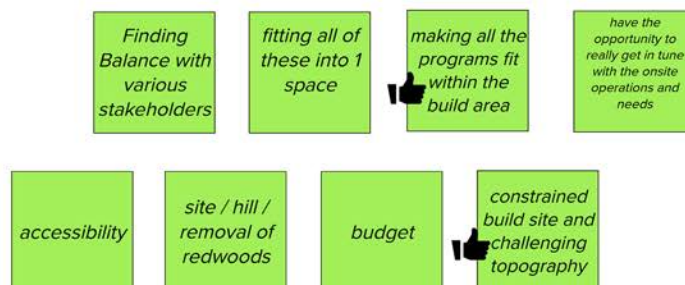 Finding
Balance with
various
stakeholders
fitting all of
these into 1
space
making all the
programs fit
within the
build area
have the
opportunity to
really get in tune
with the onsite
operations and
needs
accessibility
site / hill /
removal of
redwoods
budget
constrained
build site and
challenging
topography